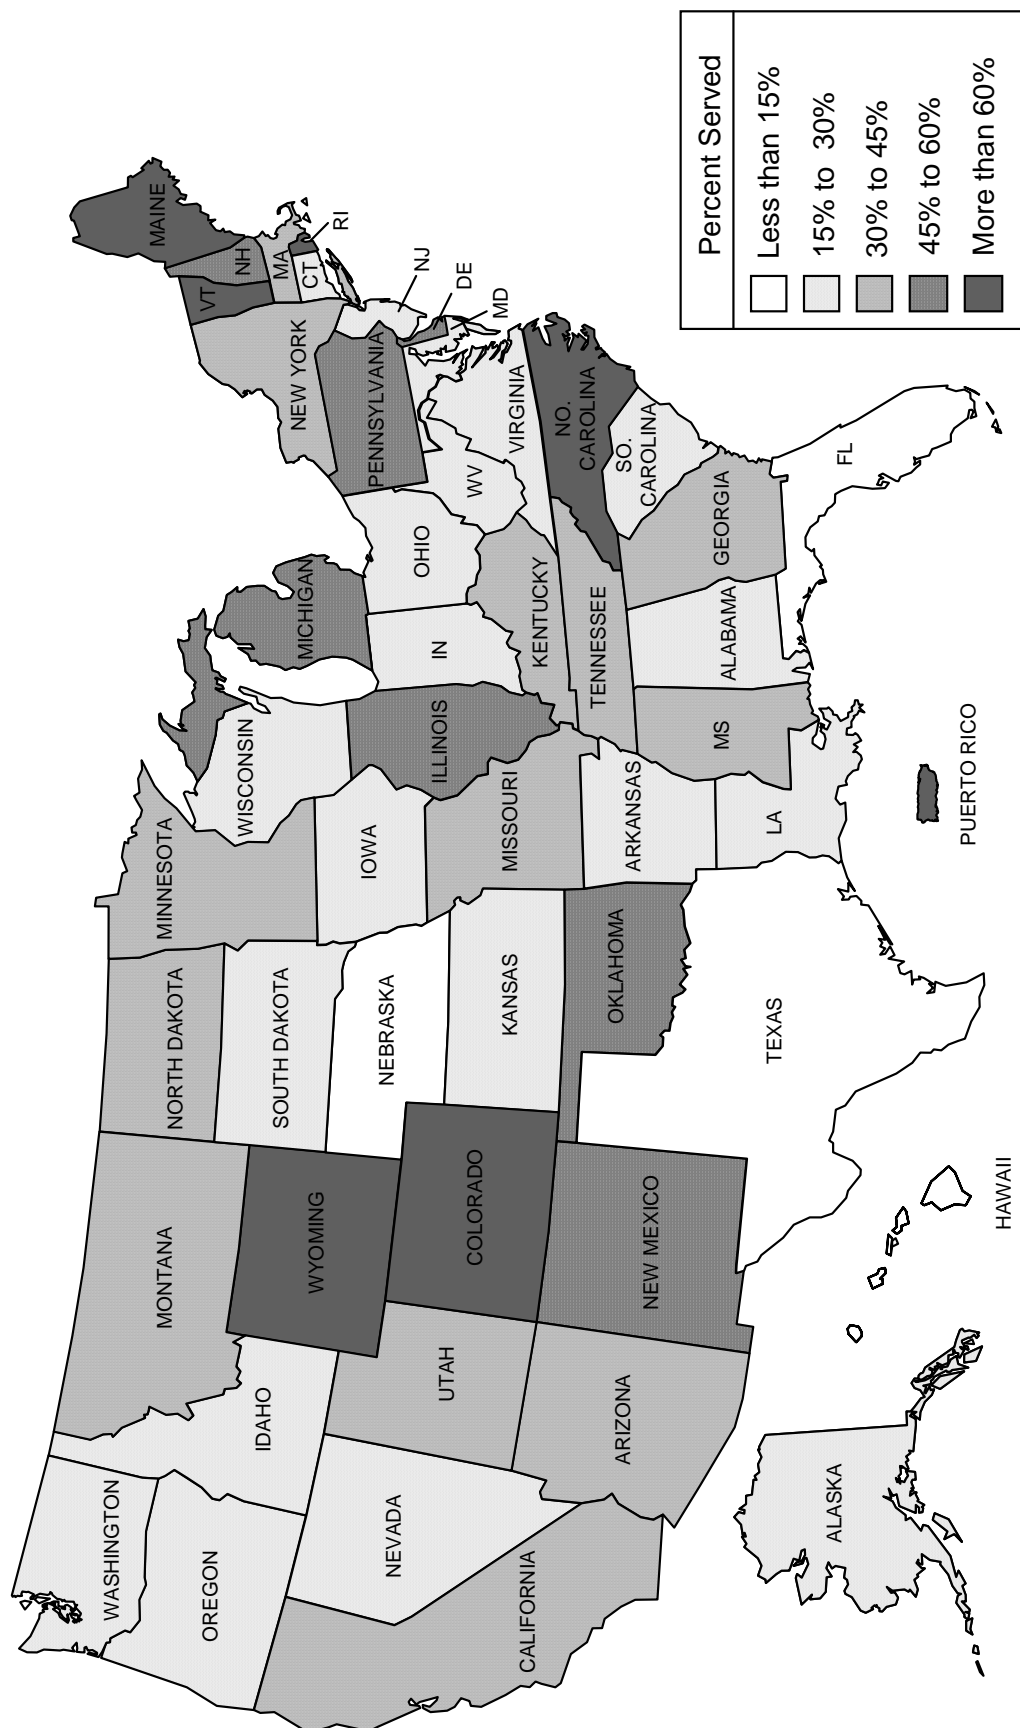 WASHINGTON
OREGON
CALIFORNIA
NEVADA
IDAHO
MONTANA
WYOMING
UTAH
ARIZONA
COLORADO
NEW MEXICO
NORTH DAKOTA
SOUTH DAKOTA
NEBRASKA
KANSAS
OKLAHOMA
TEXAS
MINNESOTA
IOWA
MISSOURI
ARKANSAS
LA
WISCONSIN
ILLINOIS
MICHIGAN
IN
OHIO
KENTUCKY
TENNESSEE
MS
ALABAMA
GEORGIA
FL
SO.
CAROLINA
NO.
CAROLINA
VIRGINIA
WV
PENNSYLVANIA
NEW YORK
VT
NH
MAINE
MA
CT
RI
NJ
DE
MD
ALASKA
HAWAII
PUERTO RICO
Percent Served
Less than 15%
15% to 30%
30% to 45%
45% to 60%
More than 60%